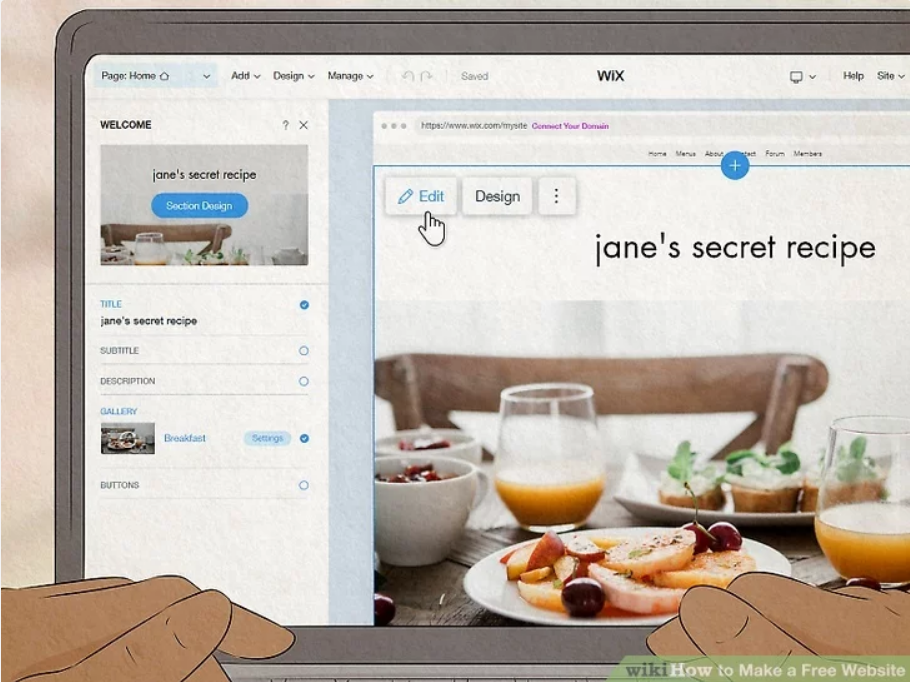 Page: Home Add Design Manage Saved WiX Help Site
WELCOME ?
https://www.wix.com/mysite Connect Your Domain
Home Menus About Contact Forum Members
jane's secret recipe
Section Design
Edit Design
jane's secret recipe
TITLE
jane's secret recipe
SUBTITLE
DESCRIPTION
GALLERY
Breakfast Settings
BUTTONS
wikiHow to Make a Free Website